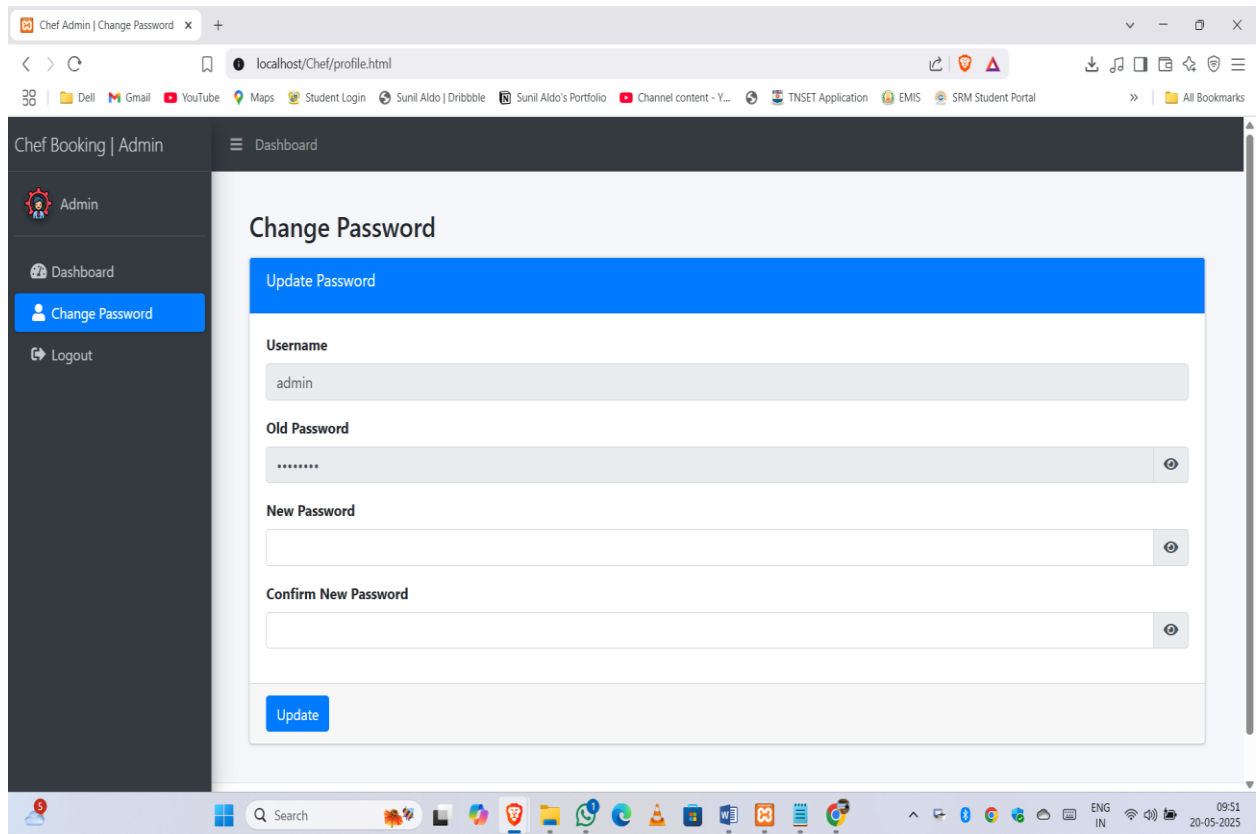 Chef Admin | Change Password
localhost/Chef/profile.html
Dell Gmail YouTube Maps Student Login Sunil Aldo | Dribbble Sunil Aldo's Portfolio Channel content - Y... TNSET Application EMIS SRM Student Portal » All Bookmarks
Chef Booking | Admin
Dashboard
Admin
Dashboard
Change Password
Logout
Change Password
Update Password
Username
admin
Old Password
••••••••
New Password
Confirm New Password
Update
5
Search
1
ENG
IN
09:51
20-05-2025